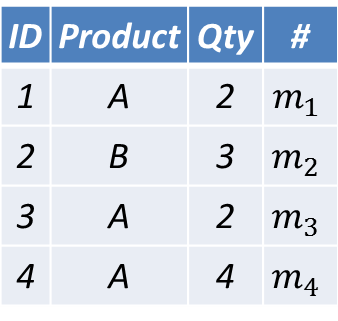 ID Product Qty #
1 A 2 m₁
2 B 3 m₂
3 A 2 m₃
4 A 4 m₄